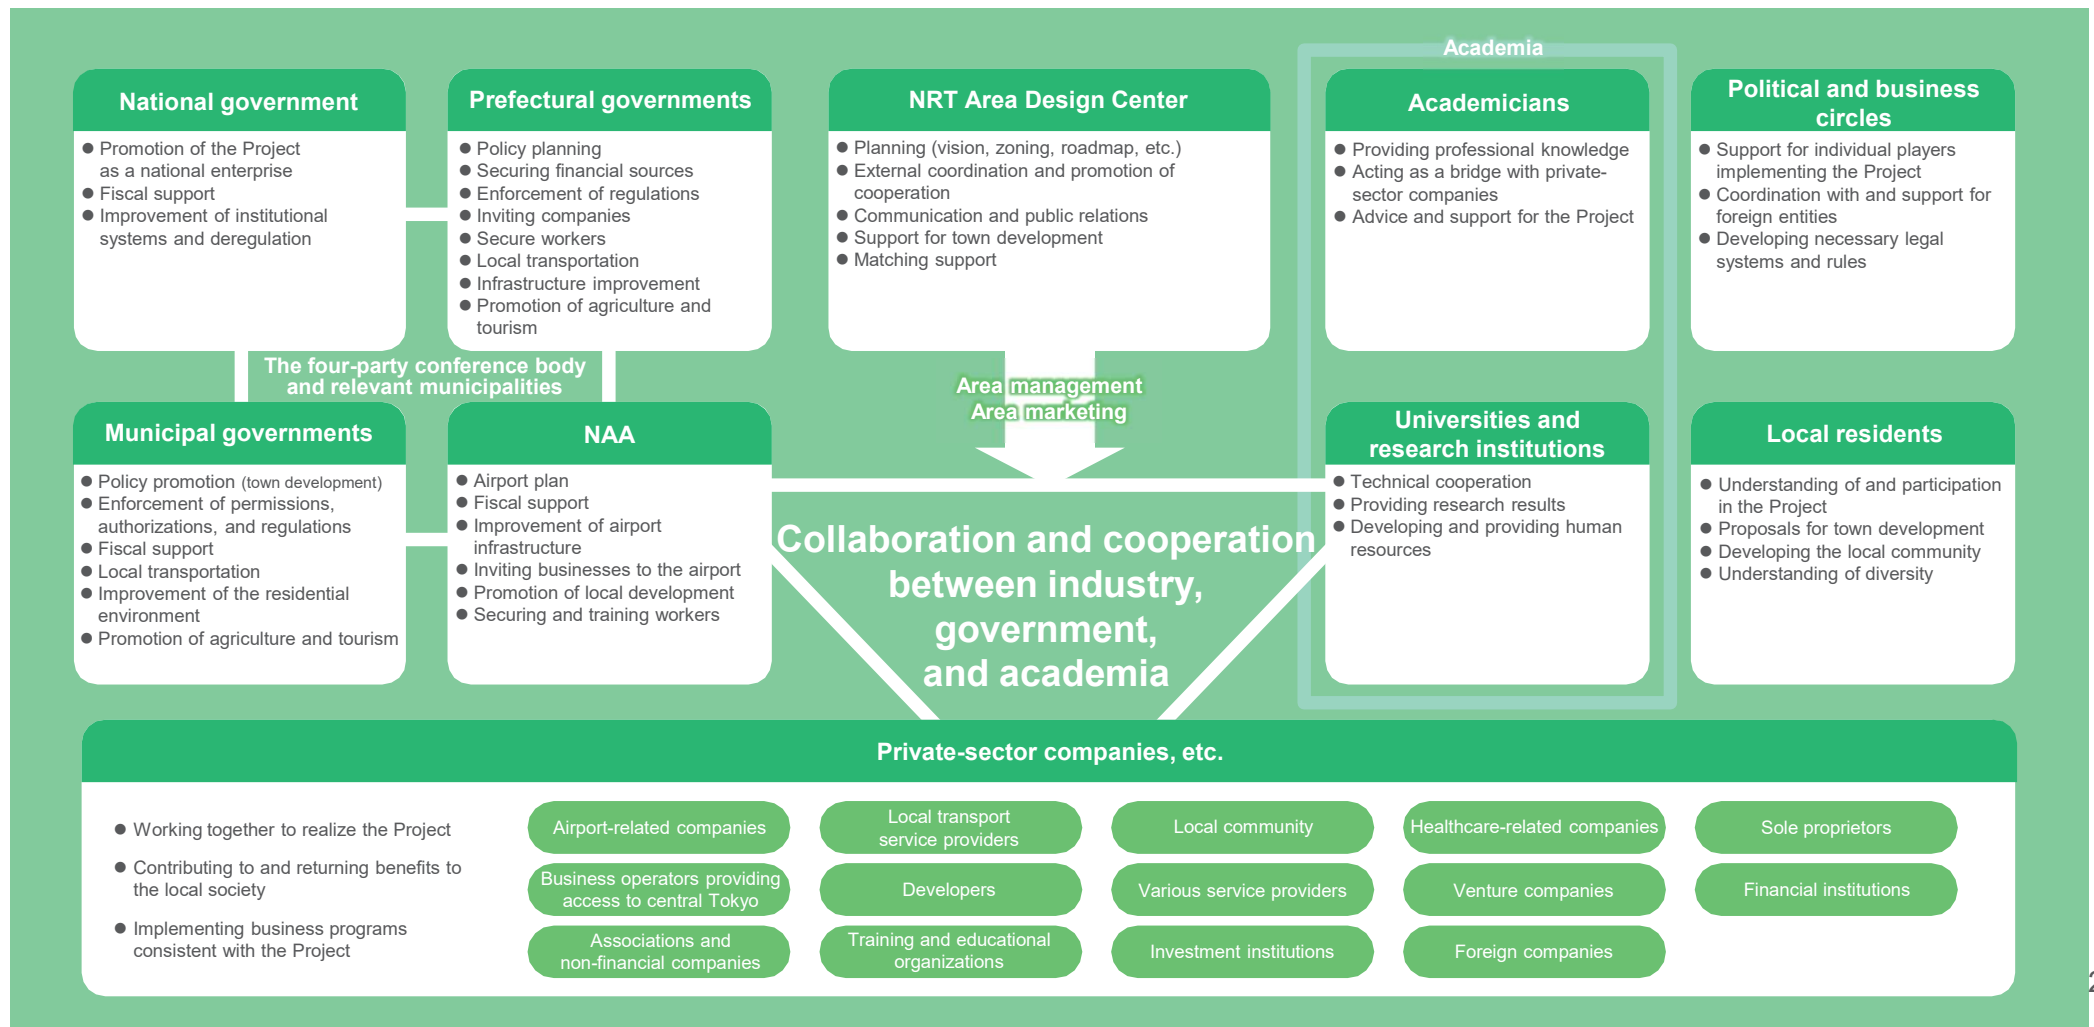 National government
● Promotion of the Project
as a national enterprise
● Fiscal support
● Improvement of institutional
systems and deregulation
Prefectural governments
● Policy planning
● Securing financial sources
● Enforcement of regulations
● Inviting companies
● Secure workers
● Local transportation
● Infrastructure improvement
● Promotion of agriculture and
tourism
NRT Area Design Center
● Planning (vision, zoning, roadmap, etc.)
● External coordination and promotion of
cooperation
● Communication and public relations
● Support for town development
● Matching support
Academia
Academicians
● Providing professional knowledge
● Acting as a bridge with private-
sector companies
● Advice and support for the Project
Political and business
circles
● Support for individual players
implementing the Project
● Coordination with and support for
foreign entities
● Developing necessary legal
systems and rules
The four-party conference body
and relevant municipalities
Area management
Area marketing
Municipal governments
● Policy promotion (town development)
● Enforcement of permissions,
authorizations, and regulations
● Fiscal support
● Local transportation
● Improvement of the residential
environment
● Promotion of agriculture and tourism
NAA
● Airport plan
● Fiscal support
● Improvement of airport
infrastructure
● Inviting businesses to the airport
● Promotion of local development
● Securing and training workers
Collaboration and cooperation
between industry,
government,
and academia
Universities and
research institutions
● Technical cooperation
● Providing research results
● Developing and providing human
resources
Local residents
● Understanding of and participation
in the Project
● Proposals for town development
● Developing the local community
● Understanding of diversity
Private-sector companies, etc.
● Working together to realize the Project
● Contributing to and returning benefits to
the local society
● Implementing business programs
consistent with the Project
Airport-related companies
Local transport
service providers
Local community
Healthcare-related companies
Sole proprietors
Business operators providing
access to central Tokyo
Developers
Various service providers
Venture companies
Financial institutions
Associations and
non-financial companies
Training and educational
organizations
Investment institutions
Foreign companies